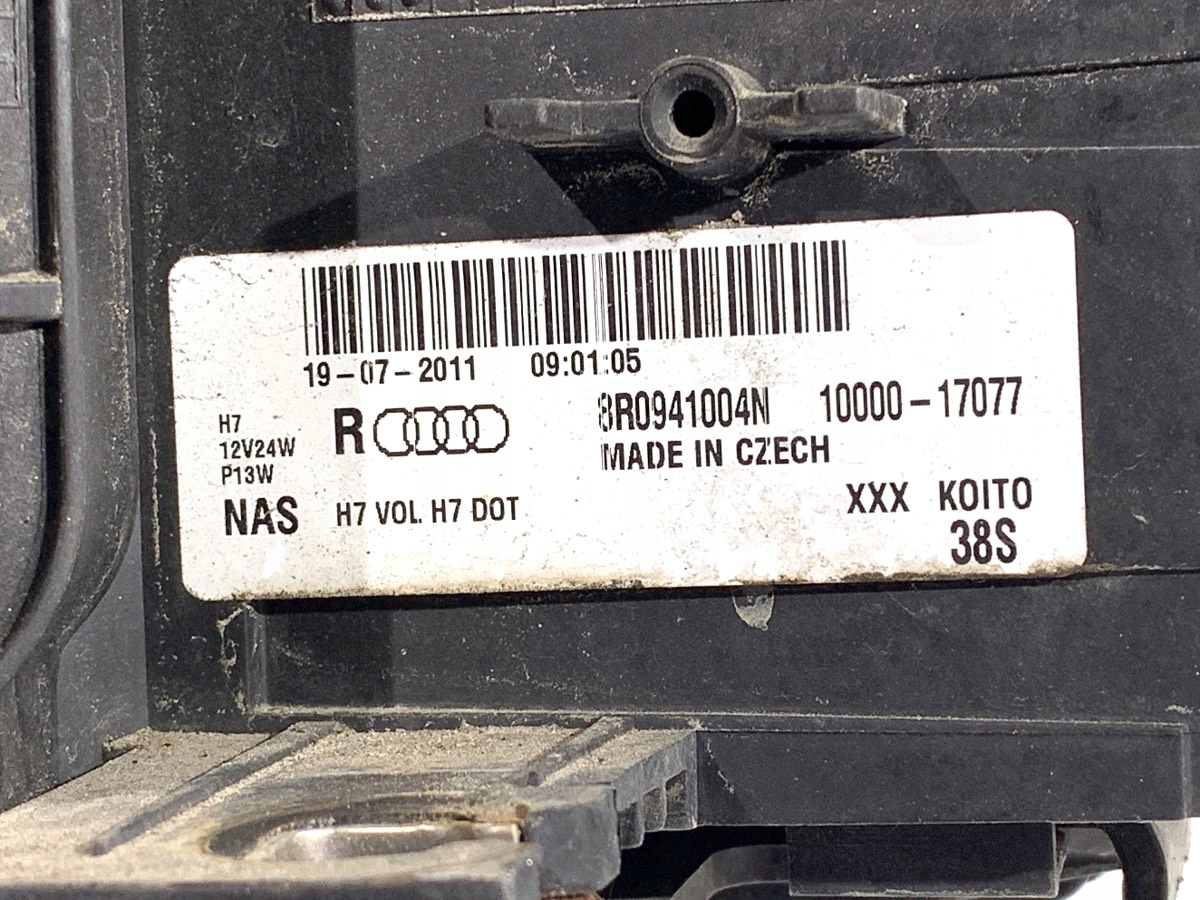 19-07-2011 09:01:05
8R0941004N 10000-17077
H7
12V24W
P13W
R
MADE IN CZECH
NAS H7 VOL. H7 DOT
XXX KOITO
38S